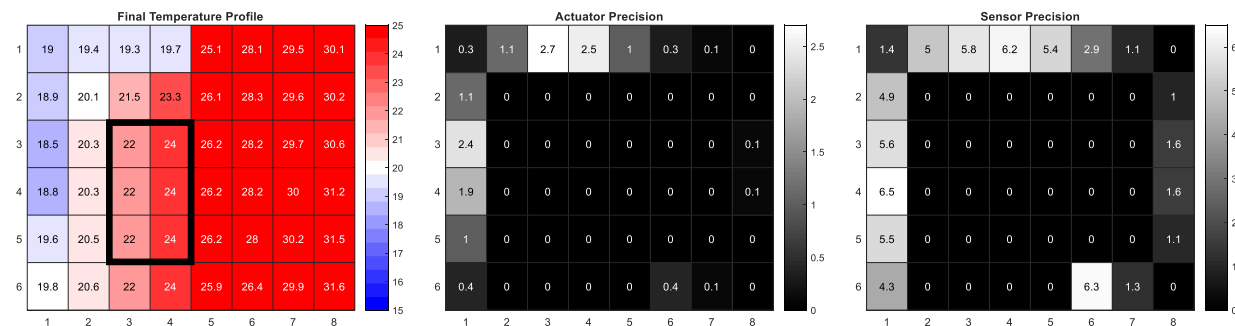 Final Temperature Profile
1 19 19.4 19.3 19.7 25.1 28.1 29.5 30.1
2 18.9 20.1 21.5 23.3 26.1 28.3 29.6 30.2
3 18.5 20.3 22 24 26.2 28.2 29.7 30.6
4 18.8 20.3 22 24 26.2 28.2 30 31.2
5 19.6 20.5 22 24 26.2 28 30.2 31.5
6 19.8 20.6 22 24 25.9 26.4 29.9 31.6
1 2 3 4 5 6 7 8
25
24
23
22
21
20
19
18
17
16
15
Actuator Precision
1 0.3 1.1 2.7 2.5 1 0.3 0.1 0
2 1.1 0 0 0 0 0 0 0
3 2.4 0 0 0 0 0 0 0.1
4 1.9 0 0 0 0 0 0 0.1
5 1 0 0 0 0 0 0 0
6 0.4 0 0 0 0 0.4 0.1 0
1 2 3 4 5 6 7 8
2.5
2
1.5
1
0.5
0
Sensor Precision
1 1.4 5 5.8 6.2 5.4 2.9 1.1 0
2 4.9 0 0 0 0 0 0 1
3 5.6 0 0 0 0 0 0 1.6
4 6.5 0 0 0 0 0 0 1.6
5 5.5 0 0 0 0 0 0 1.1
6 4.3 0 0 0 0 6.3 1.3 0
1 2 3 4 5 6 7 8
6
5
4
3
2
1
0